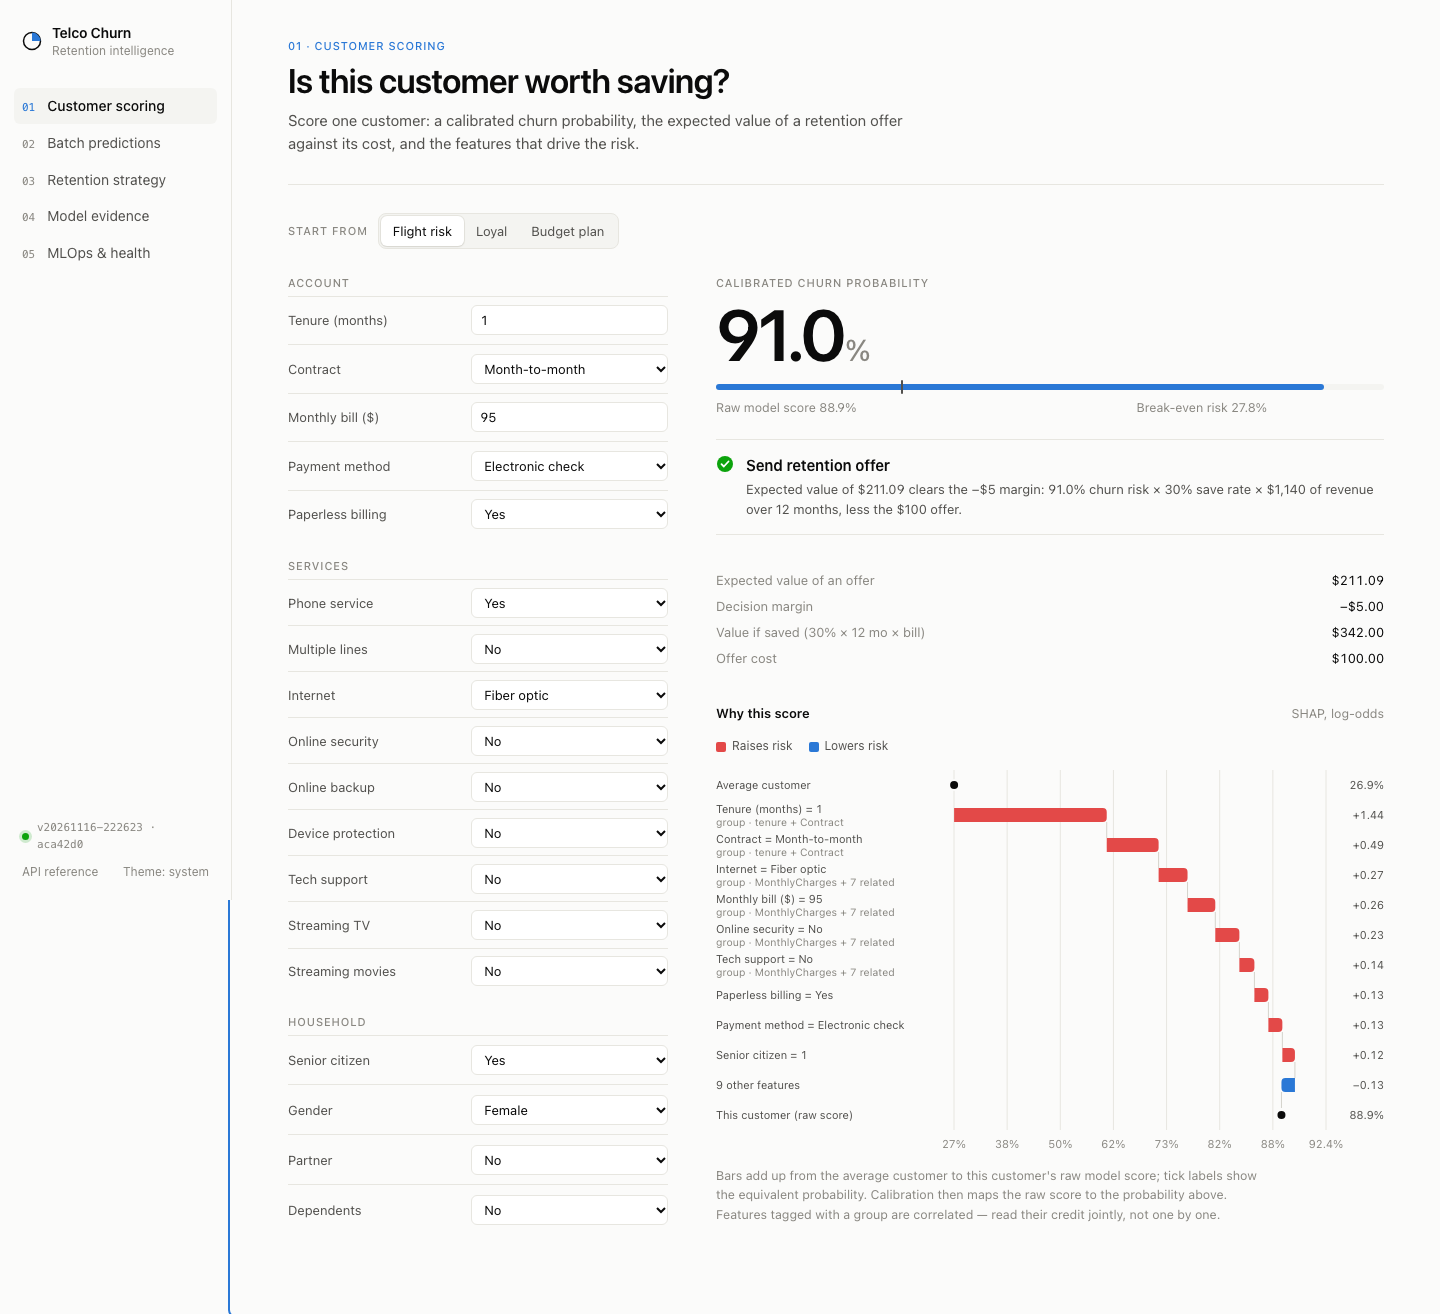 Telco Churn
Retention intelligence
01 Customer scoring
02 Batch predictions
03 Retention strategy
04 Model evidence
05 MLOps & health
v20261116–222623 ·
aca42d0
API reference Theme: system
01 · CUSTOMER SCORING
Is this customer worth saving?
Score one customer: a calibrated churn probability, the expected value of a retention offer
against its cost, and the features that drive the risk.
START FROM Flight risk Loyal Budget plan
ACCOUNT
Tenure (months) 1
Contract Month-to-month
Monthly bill ($) 95
Payment method Electronic check
Paperless billing Yes
SERVICES
Phone service Yes
Multiple lines No
Internet Fiber optic
Online security No
Online backup No
Device protection No
Tech support No
Streaming TV No
Streaming movies No
HOUSEHOLD
Senior citizen Yes
Gender Female
Partner No
Dependents No
CALIBRATED CHURN PROBABILITY
91.0%
Raw model score 88.9% Break-even risk 27.8%
Send retention offer
Expected value of $211.09 clears the −$5 margin: 91.0% churn risk × 30% save rate × $1,140 of revenue
over 12 months, less the $100 offer.
Expected value of an offer $211.09
Decision margin −$5.00
Value if saved (30% × 12 mo × bill) $342.00
Offer cost $100.00
Why this score SHAP, log-odds
Raises risk Lowers risk
Average customer 26.9%
Tenure (months) = 1 +1.44
group · tenure + Contract
Contract = Month-to-month +0.49
group · tenure + Contract
Internet = Fiber optic +0.27
group · MonthlyCharges + 7 related
Monthly bill ($) = 95 +0.26
group · MonthlyCharges + 7 related
Online security = No +0.23
group · MonthlyCharges + 7 related
Tech support = No +0.14
group · MonthlyCharges + 7 related
Paperless billing = Yes +0.13
Payment method = Electronic check +0.13
Senior citizen = 1 +0.12
9 other features −0.13
This customer (raw score) 88.9%
27% 38% 50% 62% 73% 82% 88% 92.4%
Bars add up from the average customer to this customer's raw model score; tick labels show
the equivalent probability. Calibration then maps the raw score to the probability above.
Features tagged with a group are correlated — read their credit jointly, not one by one.